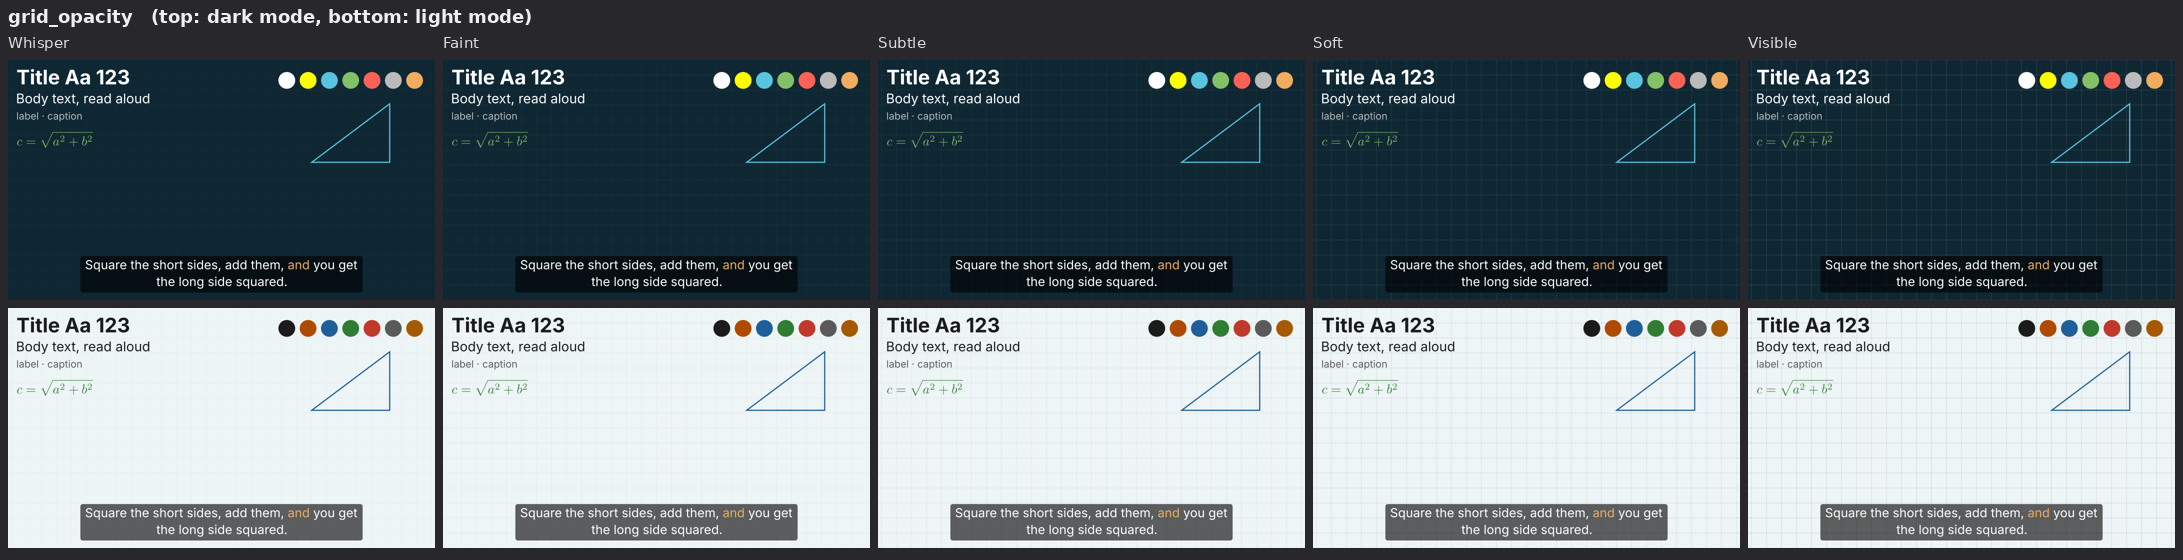 grid_opacity (top: dark mode, bottom: light mode)
Whisper
Faint
Subtle
Soft
Visible
Title Aa 123
Body text, read aloud
label · caption
c = √(a² + b²)
Square the short sides, add them, and you get
the long side squared.
Title Aa 123
Body text, read aloud
label · caption
c = √(a² + b²)
Square the short sides, add them, and you get
the long side squared.
Title Aa 123
Body text, read aloud
label · caption
c = √(a² + b²)
Square the short sides, add them, and you get
the long side squared.
Title Aa 123
Body text, read aloud
label · caption
c = √(a² + b²)
Square the short sides, add them, and you get
the long side squared.
Title Aa 123
Body text, read aloud
label · caption
c = √(a² + b²)
Square the short sides, add them, and you get
the long side squared.
Title Aa 123
Body text, read aloud
label · caption
c = √(a² + b²)
Square the short sides, add them, and you get
the long side squared.
Title Aa 123
Body text, read aloud
label · caption
c = √(a² + b²)
Square the short sides, add them, and you get
the long side squared.
Title Aa 123
Body text, read aloud
label · caption
c = √(a² + b²)
Square the short sides, add them, and you get
the long side squared.
Title Aa 123
Body text, read aloud
label · caption
c = √(a² + b²)
Square the short sides, add them, and you get
the long side squared.
Title Aa 123
Body text, read aloud
label · caption
c = √(a² + b²)
Square the short sides, add them, and you get
the long side squared.